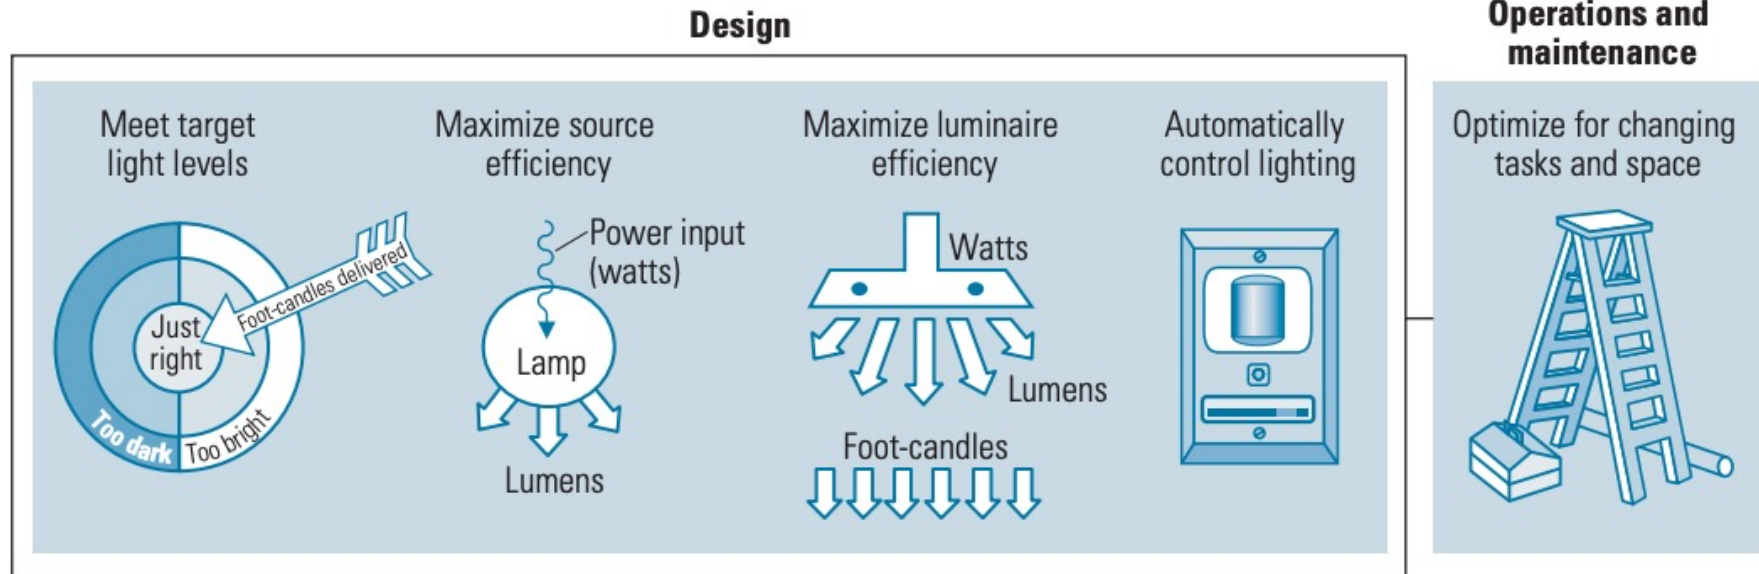 Design
Operations and
maintenance
Meet target
light levels
Foot-candles delivered
Just
right
Too dark
Too bright
Maximize source
efficiency
Power input
(watts)
Lamp
Lumens
Maximize luminaire
efficiency
Watts
Lumens
Foot-candles
Automatically
control lighting
Optimize for changing
tasks and space